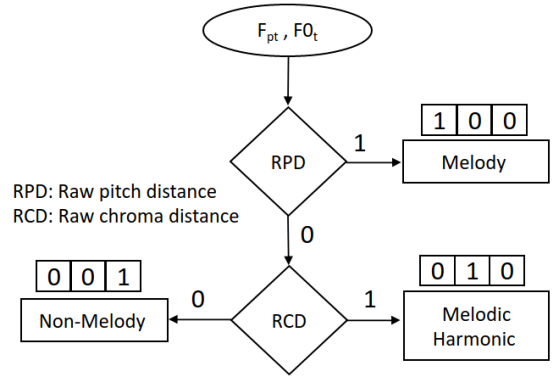 Fpt , F0t
1 0 0
1
RPD
Melody
RPD: Raw pitch distance
RCD: Raw chroma distance
0
0 0 1
0 1 0
0
1
Non-Melody
RCD
Melodic
Harmonic